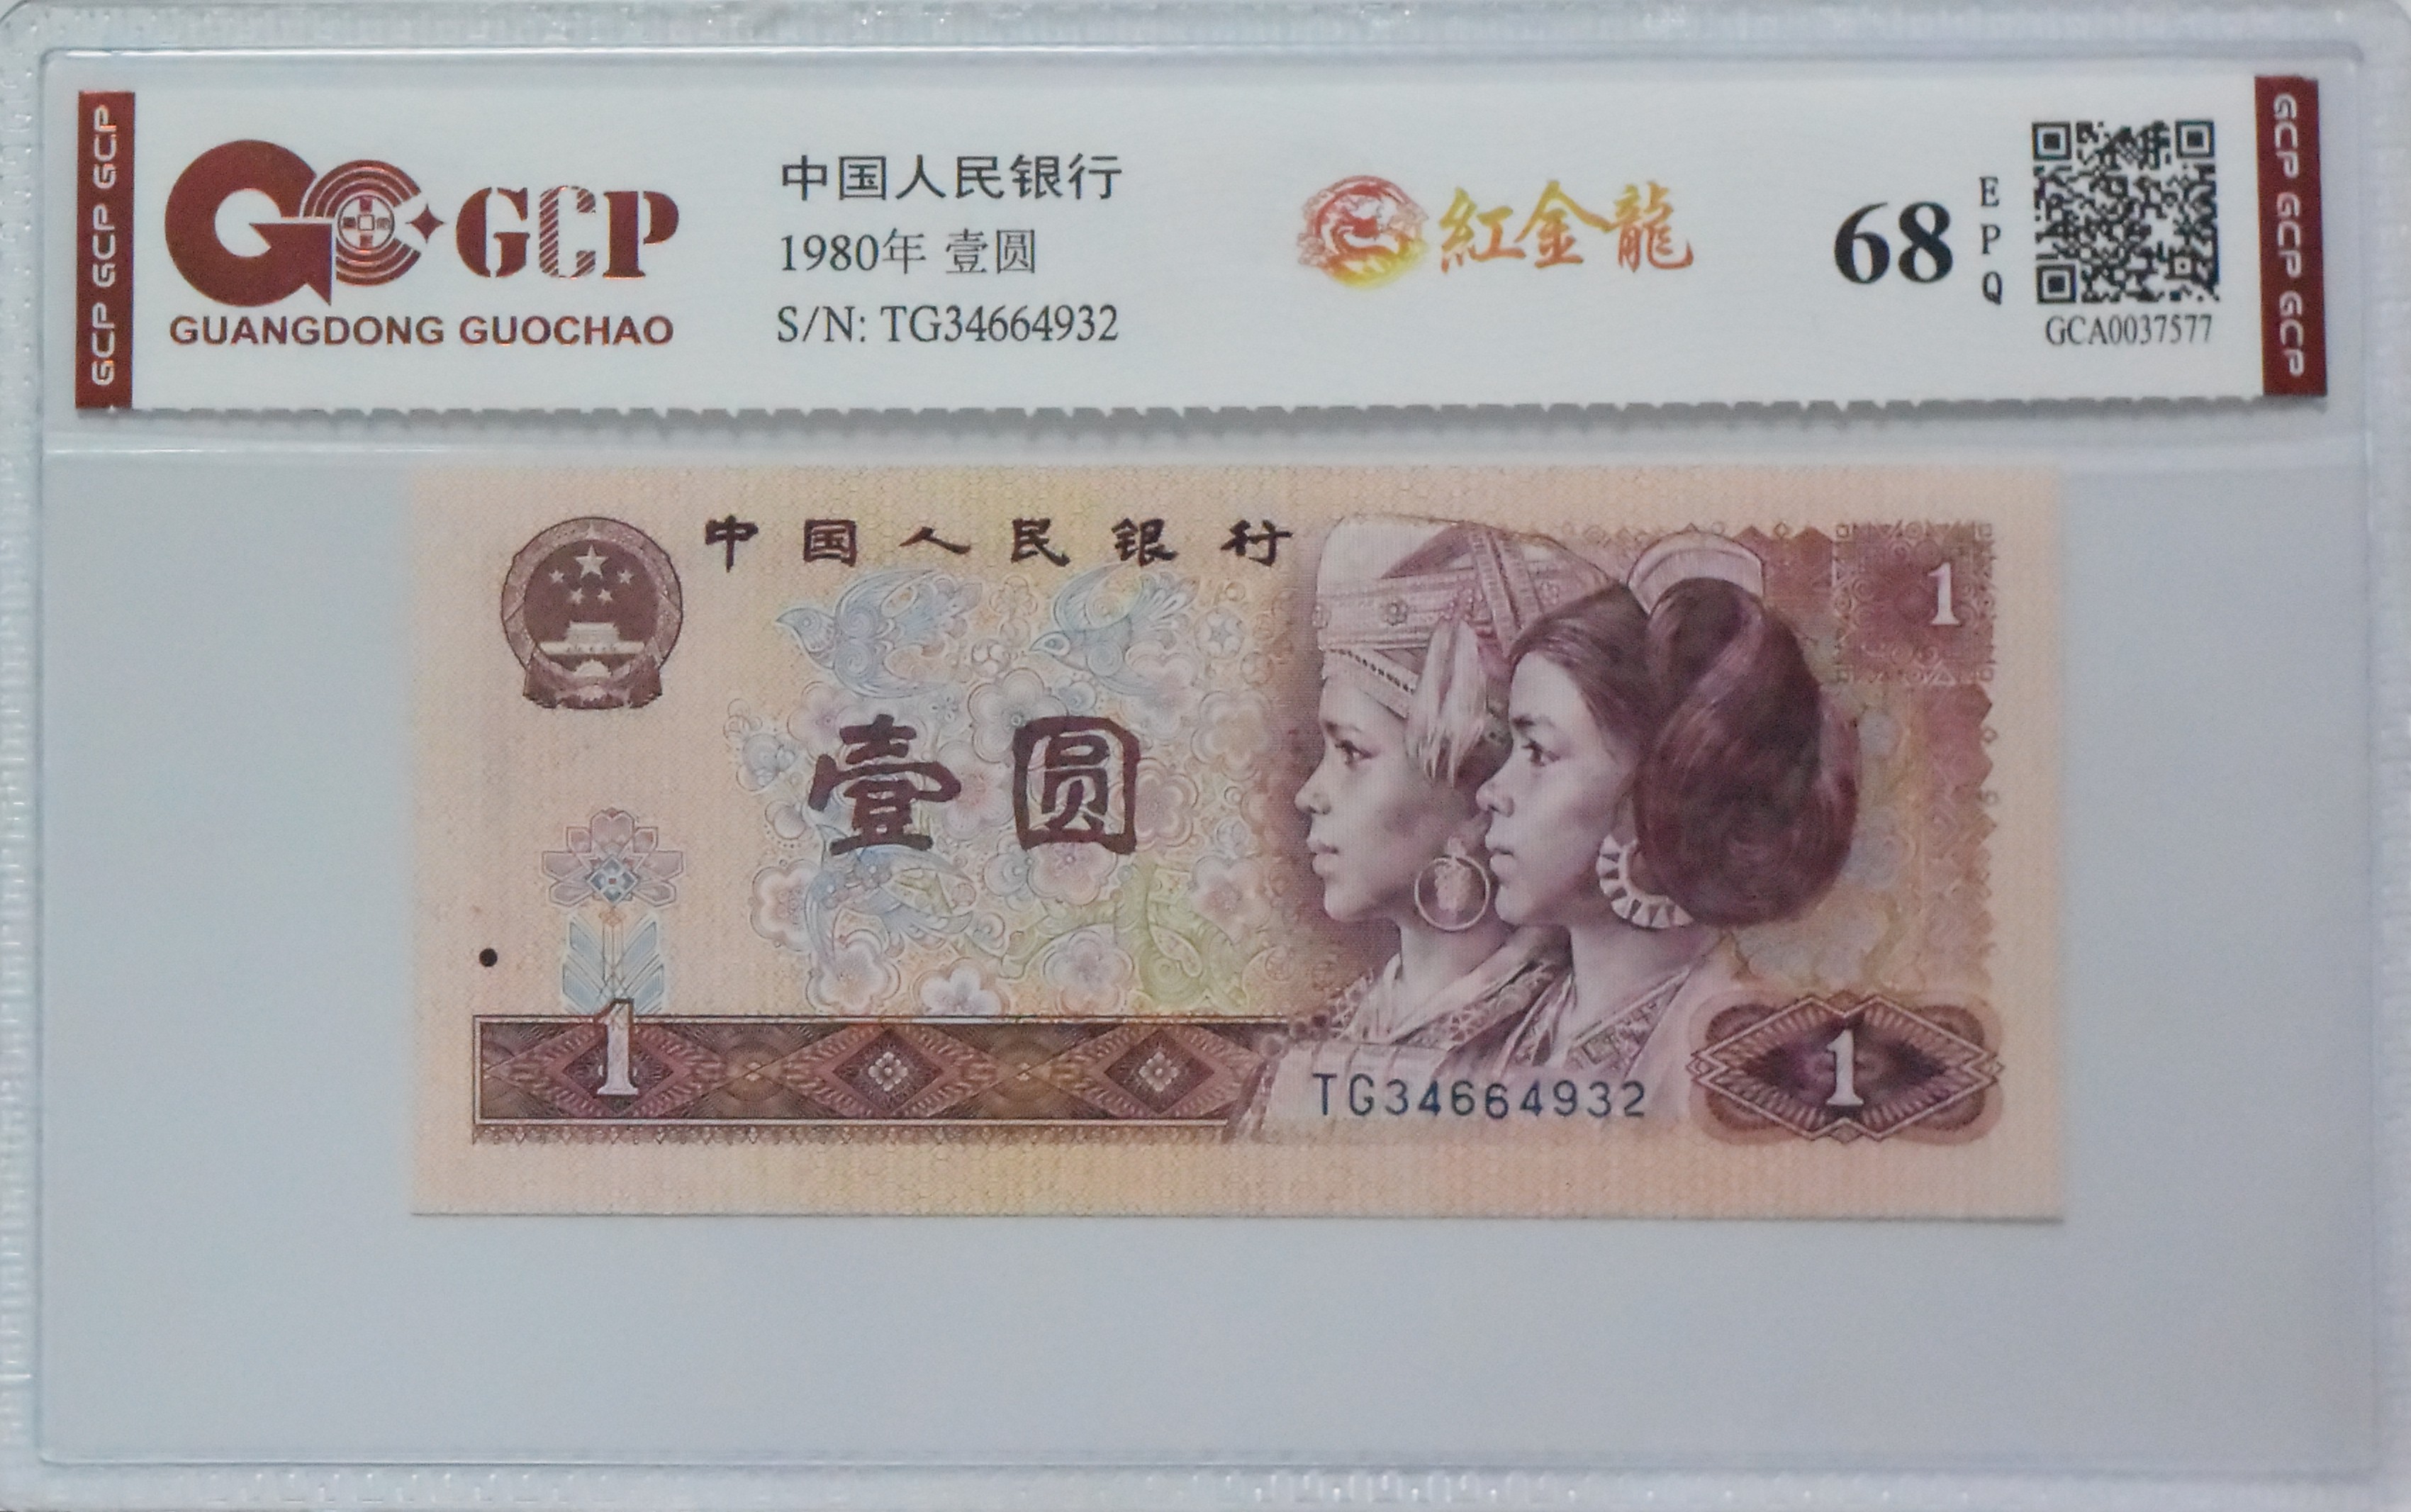 GCP GCP GCP
GCP
GUANGDONG GUOCHAO
中国人民银行
1980年 壹圆
S/N: TG34664932
紅金龍
68
E
P
Q
GCA0037577
GCP GCP GCP
中国人民银行
1
壹圆
1
TG34664932
1